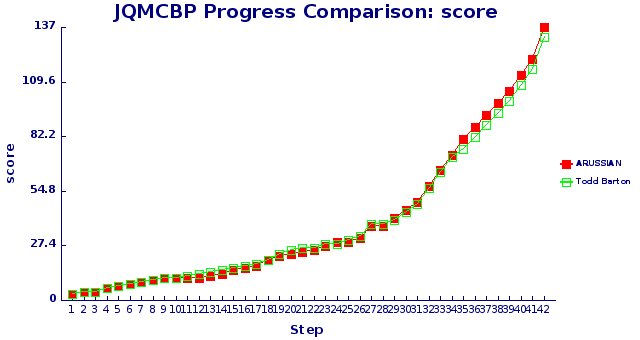 JQMCBP Progress Comparison: score
137
109.6
82.2
54.8
27.4
0
score
1 2 3 4 5 6 7 8 9 10 11 12 13 14 15 16 17 18 19 20 21 22 23 24 25 26 27 28 29 30 31 32 33 34 35 36 37 38 39 40 41 42
Step
ARUSSIAN
Todd Barton